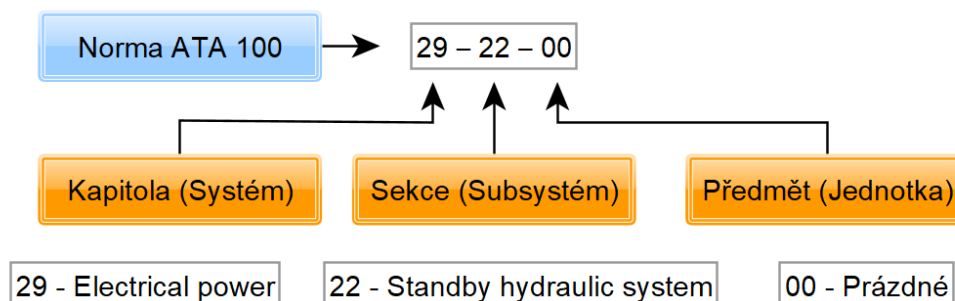 Norma ATA 100
29 – 22 – 00
Kapitola (Systém)
Sekce (Subsystém)
Předmět (Jednotka)
29 - Electrical power
22 - Standby hydraulic system
00 - Prázdné